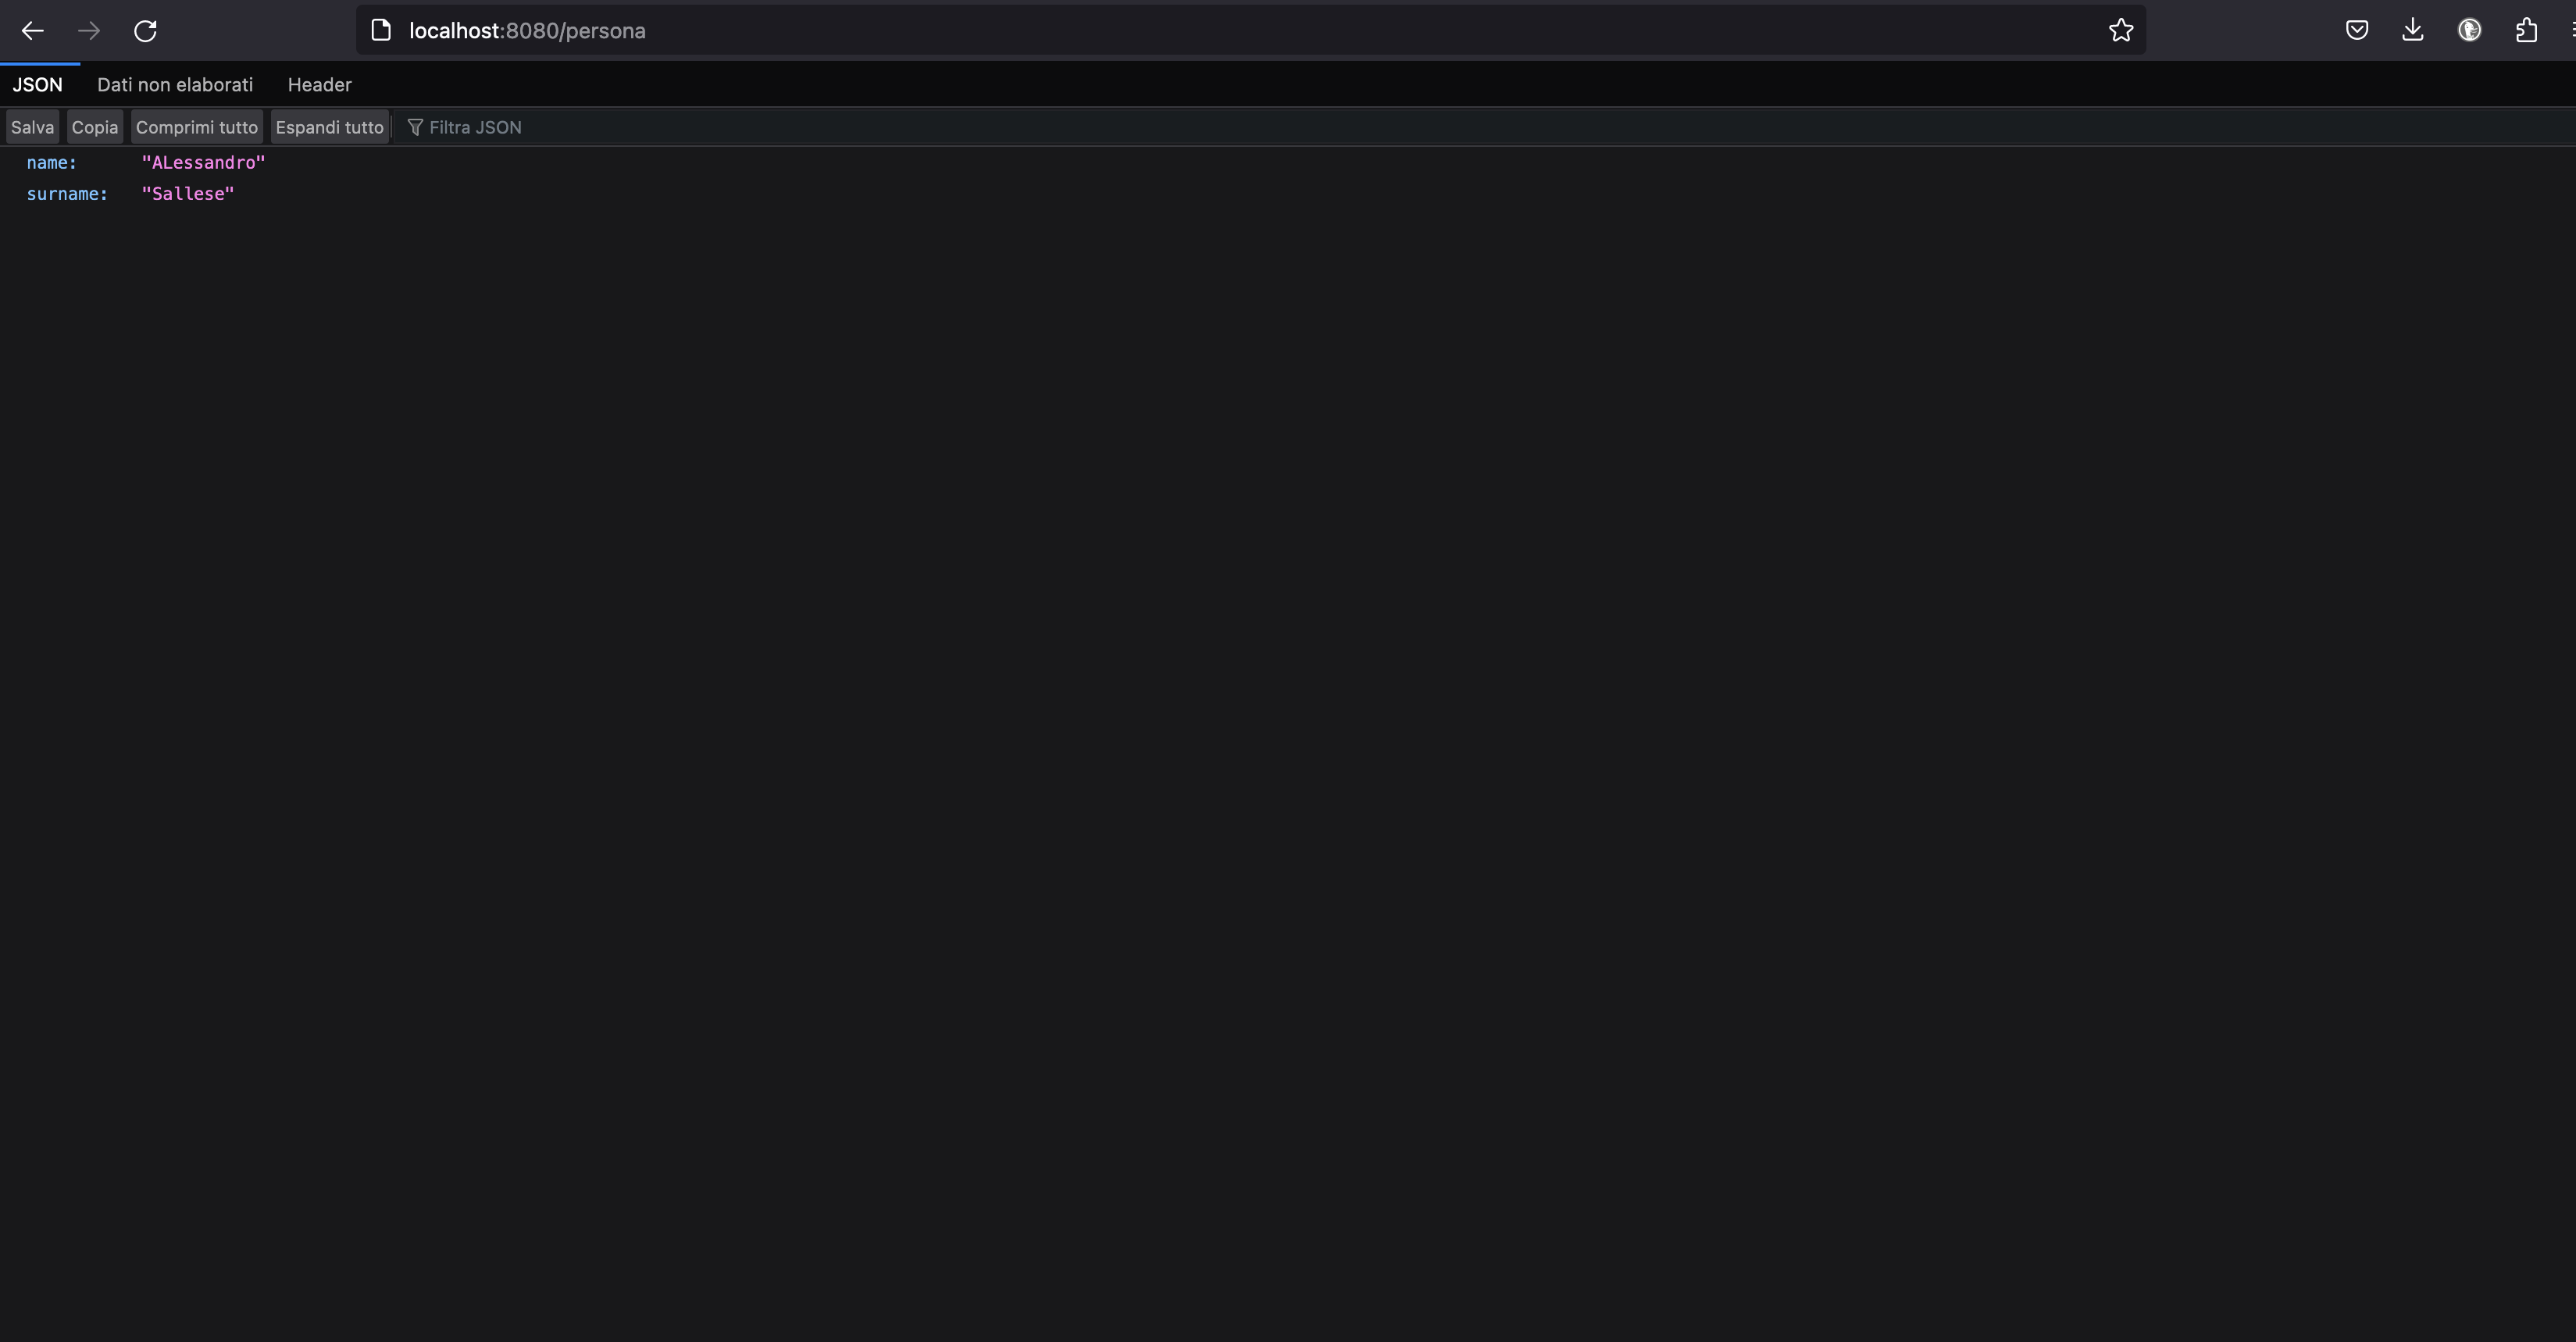 localhost:8080/persona
JSON Dati non elaborati Header
Salva Copia Comprimi tutto Espandi tutto Filtra JSON
name: "ALessandro"
surname: "Sallese"